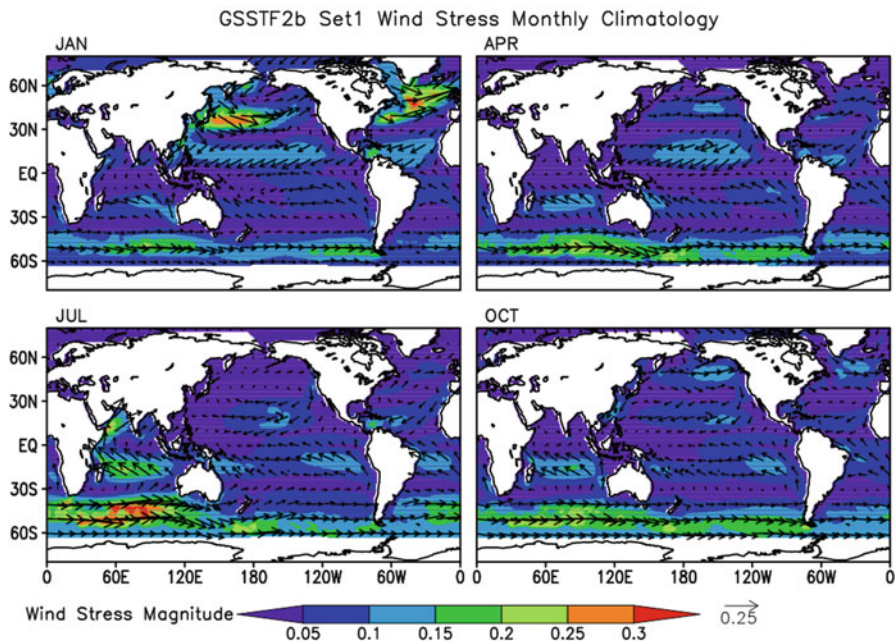 GSSTF2b Set1 Wind Stress Monthly Climatology
JAN APR
60N
30N
EQ
30S
60S
JUL OCT
60N
30N
EQ
30S
60S
0 60E 120E 180 120W 60W 0 60E 120E 180 120W 60W 0
Wind Stress Magnitude
0.05 0.1 0.15 0.2 0.25 0.3
0.25